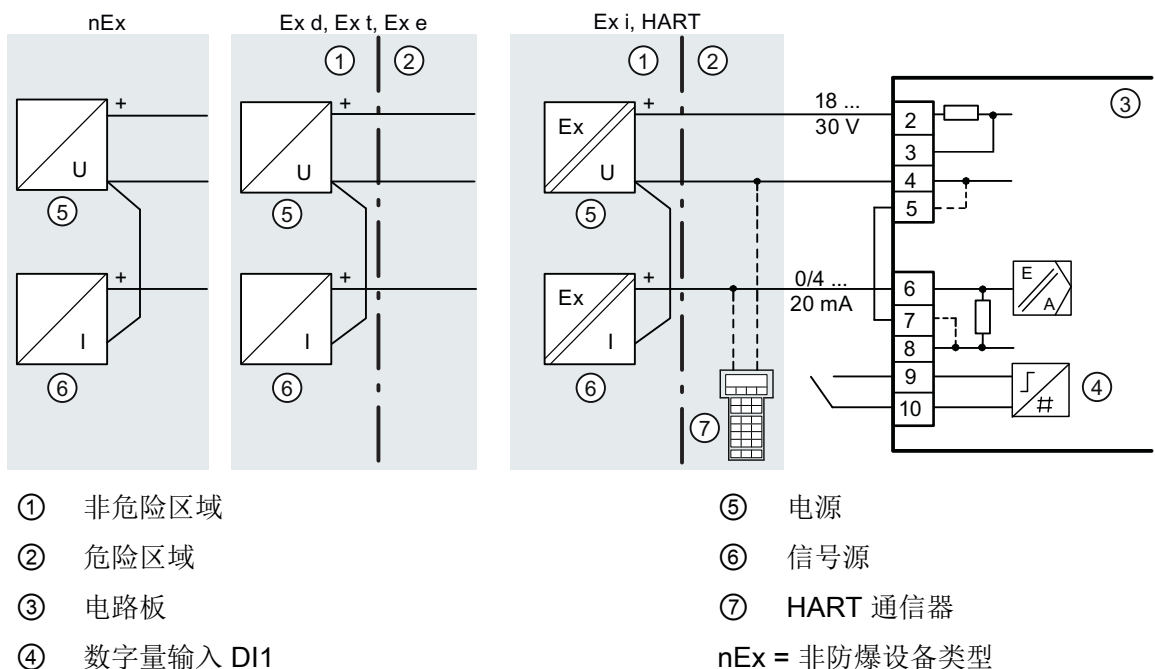 nEx
Ex d, Ex t, Ex e
Ex i, HART
① ②
① ②
③
+
U
⑤
+
U
⑤
+
Ex
U
⑤
18 ...
30 V
2
3
4
5
+
I
⑥
+
I
⑥
+
Ex
I
⑥
0/4 ...
20 mA
6
7
8
9
10
E
A
#
④
⑦
① 非危险区域
② 危险区域
③ 电路板
④ 数字量输入 DI1
⑤ 电源
⑥ 信号源
⑦ HART 通信器
nEx = 非防爆设备类型